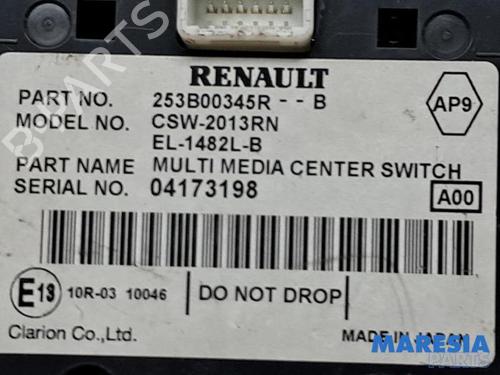 RENAULT
PART NO. 253B00345R - - B
AP9
MODEL NO. CSW-2013RN
EL-1482L-B
PART NAME MULTI MEDIA CENTER SWITCH
SERIAL NO. 04173198
A00
E13 10R-03 10046 DO NOT DROP
Clarion Co.,Ltd. MADE IN JAPAN
MARESIA